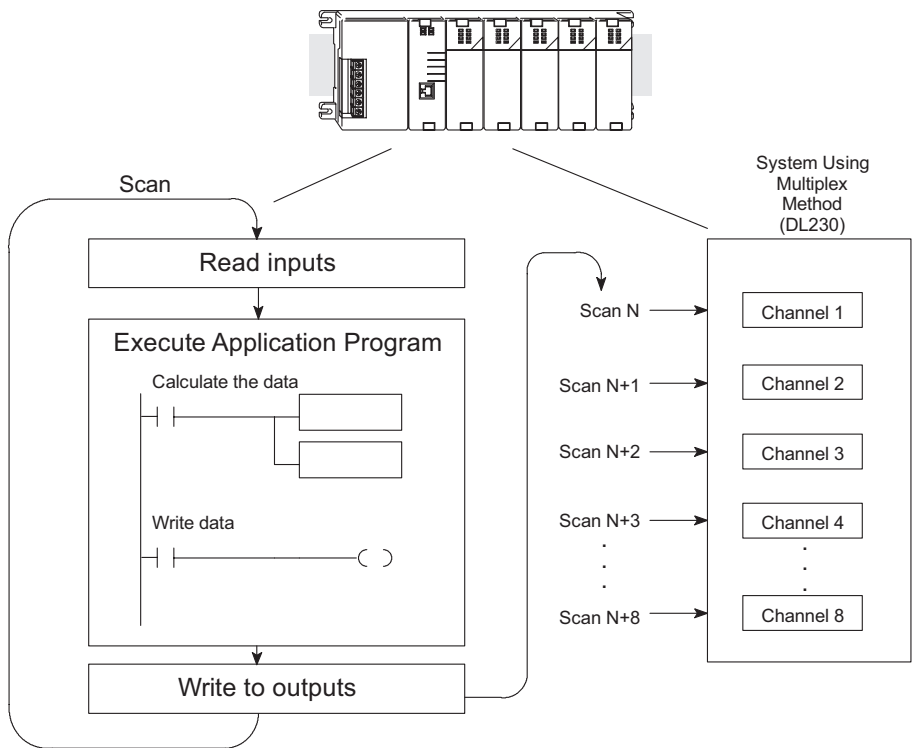 Scan
System Using
Multiplex
Method
(DL230)
Read inputs
Execute Application Program
Calculate the data
Write data
Write to outputs
Scan N
Channel 1
Scan N+1
Channel 2
Scan N+2
Channel 3
Scan N+3
Channel 4
Scan N+8
Channel 8